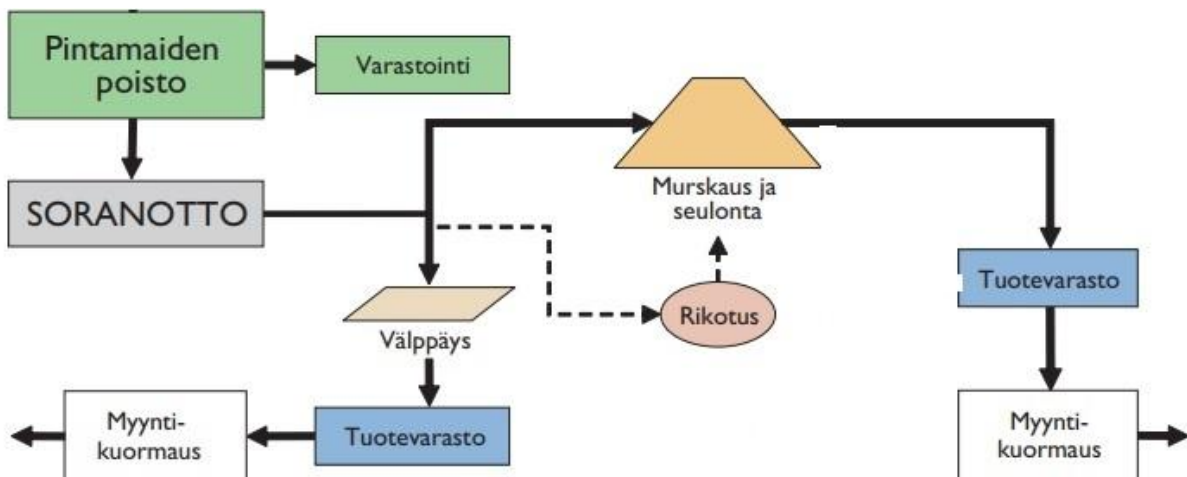 Pintamaiden
poisto
Varastointi
SORANOTTO
Murskaus ja
seulonta
Välppäys
Rikotus
Tuotevarasto
Myynti-
kuormaus
Tuotevarasto
Myynti-
kuormaus